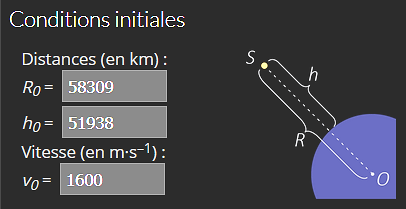 Conditions initiales
Distances (en km) :
R₀ = 58309
h₀ = 51938
Vitesse (en m·s⁻¹) :
v₀ = 1600
S
h
R
O